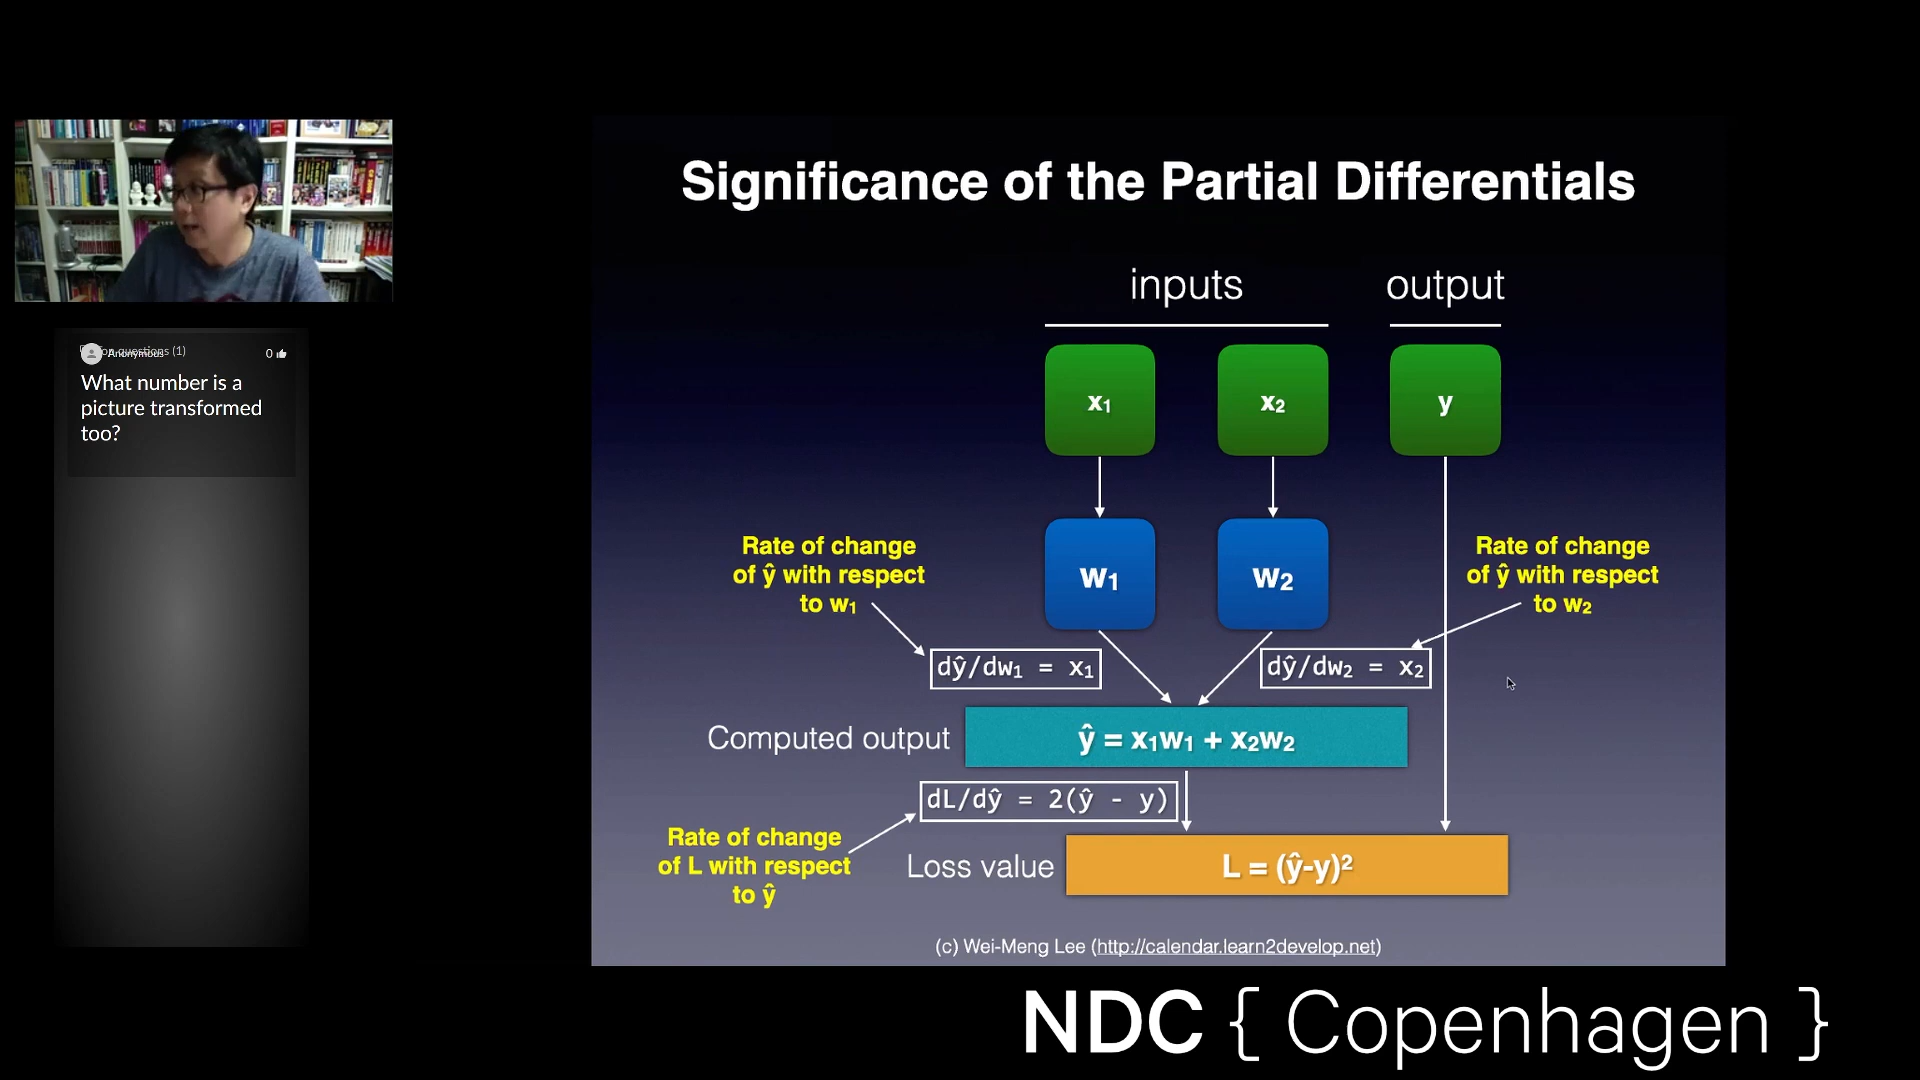 Significance of the Partial Differentials
inputs
output
x₁
x₂
y
w₁
w₂
Rate of change
of ŷ with respect
to w₁
Rate of change
of ŷ with respect
to w₂
dŷ/dw₁ = x₁
dŷ/dw₂ = x₂
Computed output
ŷ = x₁w₁ + x₂w₂
dL/dŷ = 2(ŷ - y)
Rate of change
of L with respect
to ŷ
Loss value
L = (ŷ-y)²
(c) Wei-Meng Lee (http://calendar.learn2develop.net)
questions (1)
Anonymous
0
What number is a
picture transformed
too?
NDC { Copenhagen }